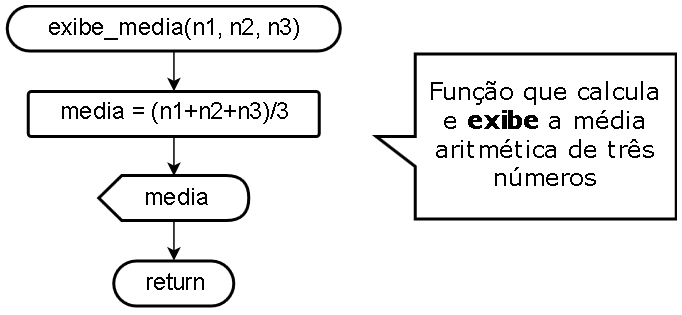 exibe_media(n1, n2, n3)
media = (n1+n2+n3)/3
media
return
Função que calcula
e exibe a média
aritmética de três
números